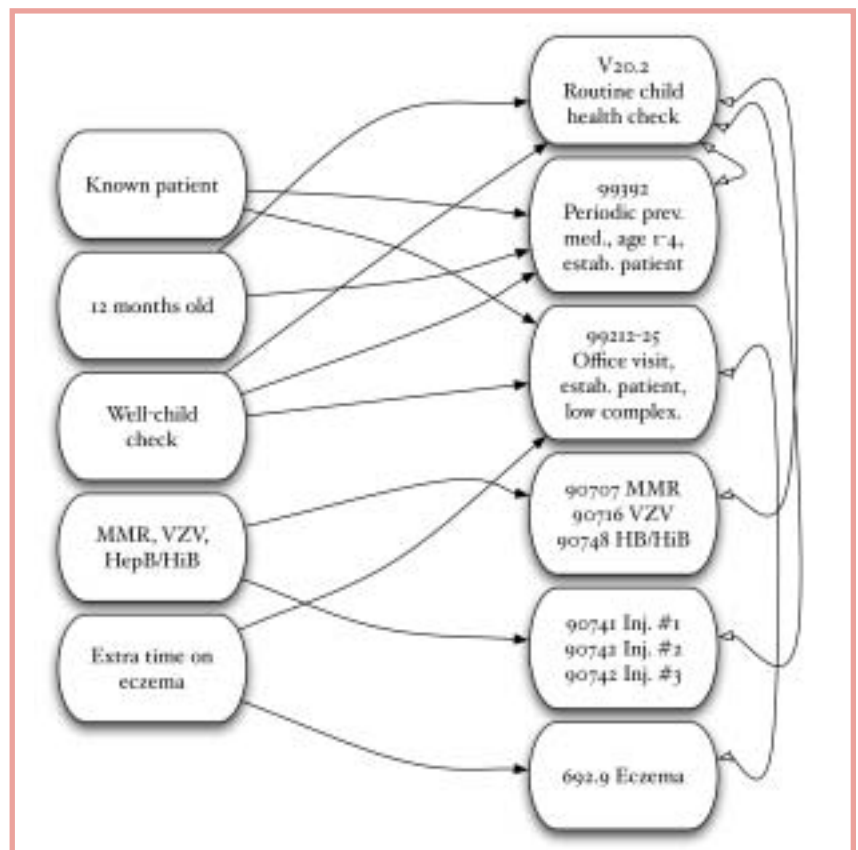 Known patient
12 months old
Well-child
check
MMR, VZV,
HepB/HiB
Extra time on
eczema
V20.2
Routine child
health check
99392
Periodic prev.
med., age 1-4,
estab. patient
99212-25
Office visit,
estab. patient,
low complex.
90707 MMR
90716 VZV
90748 HB/HiB
90741 Inj. #1
90742 Inj. #2
90742 Inj. #3
692.9 Eczema